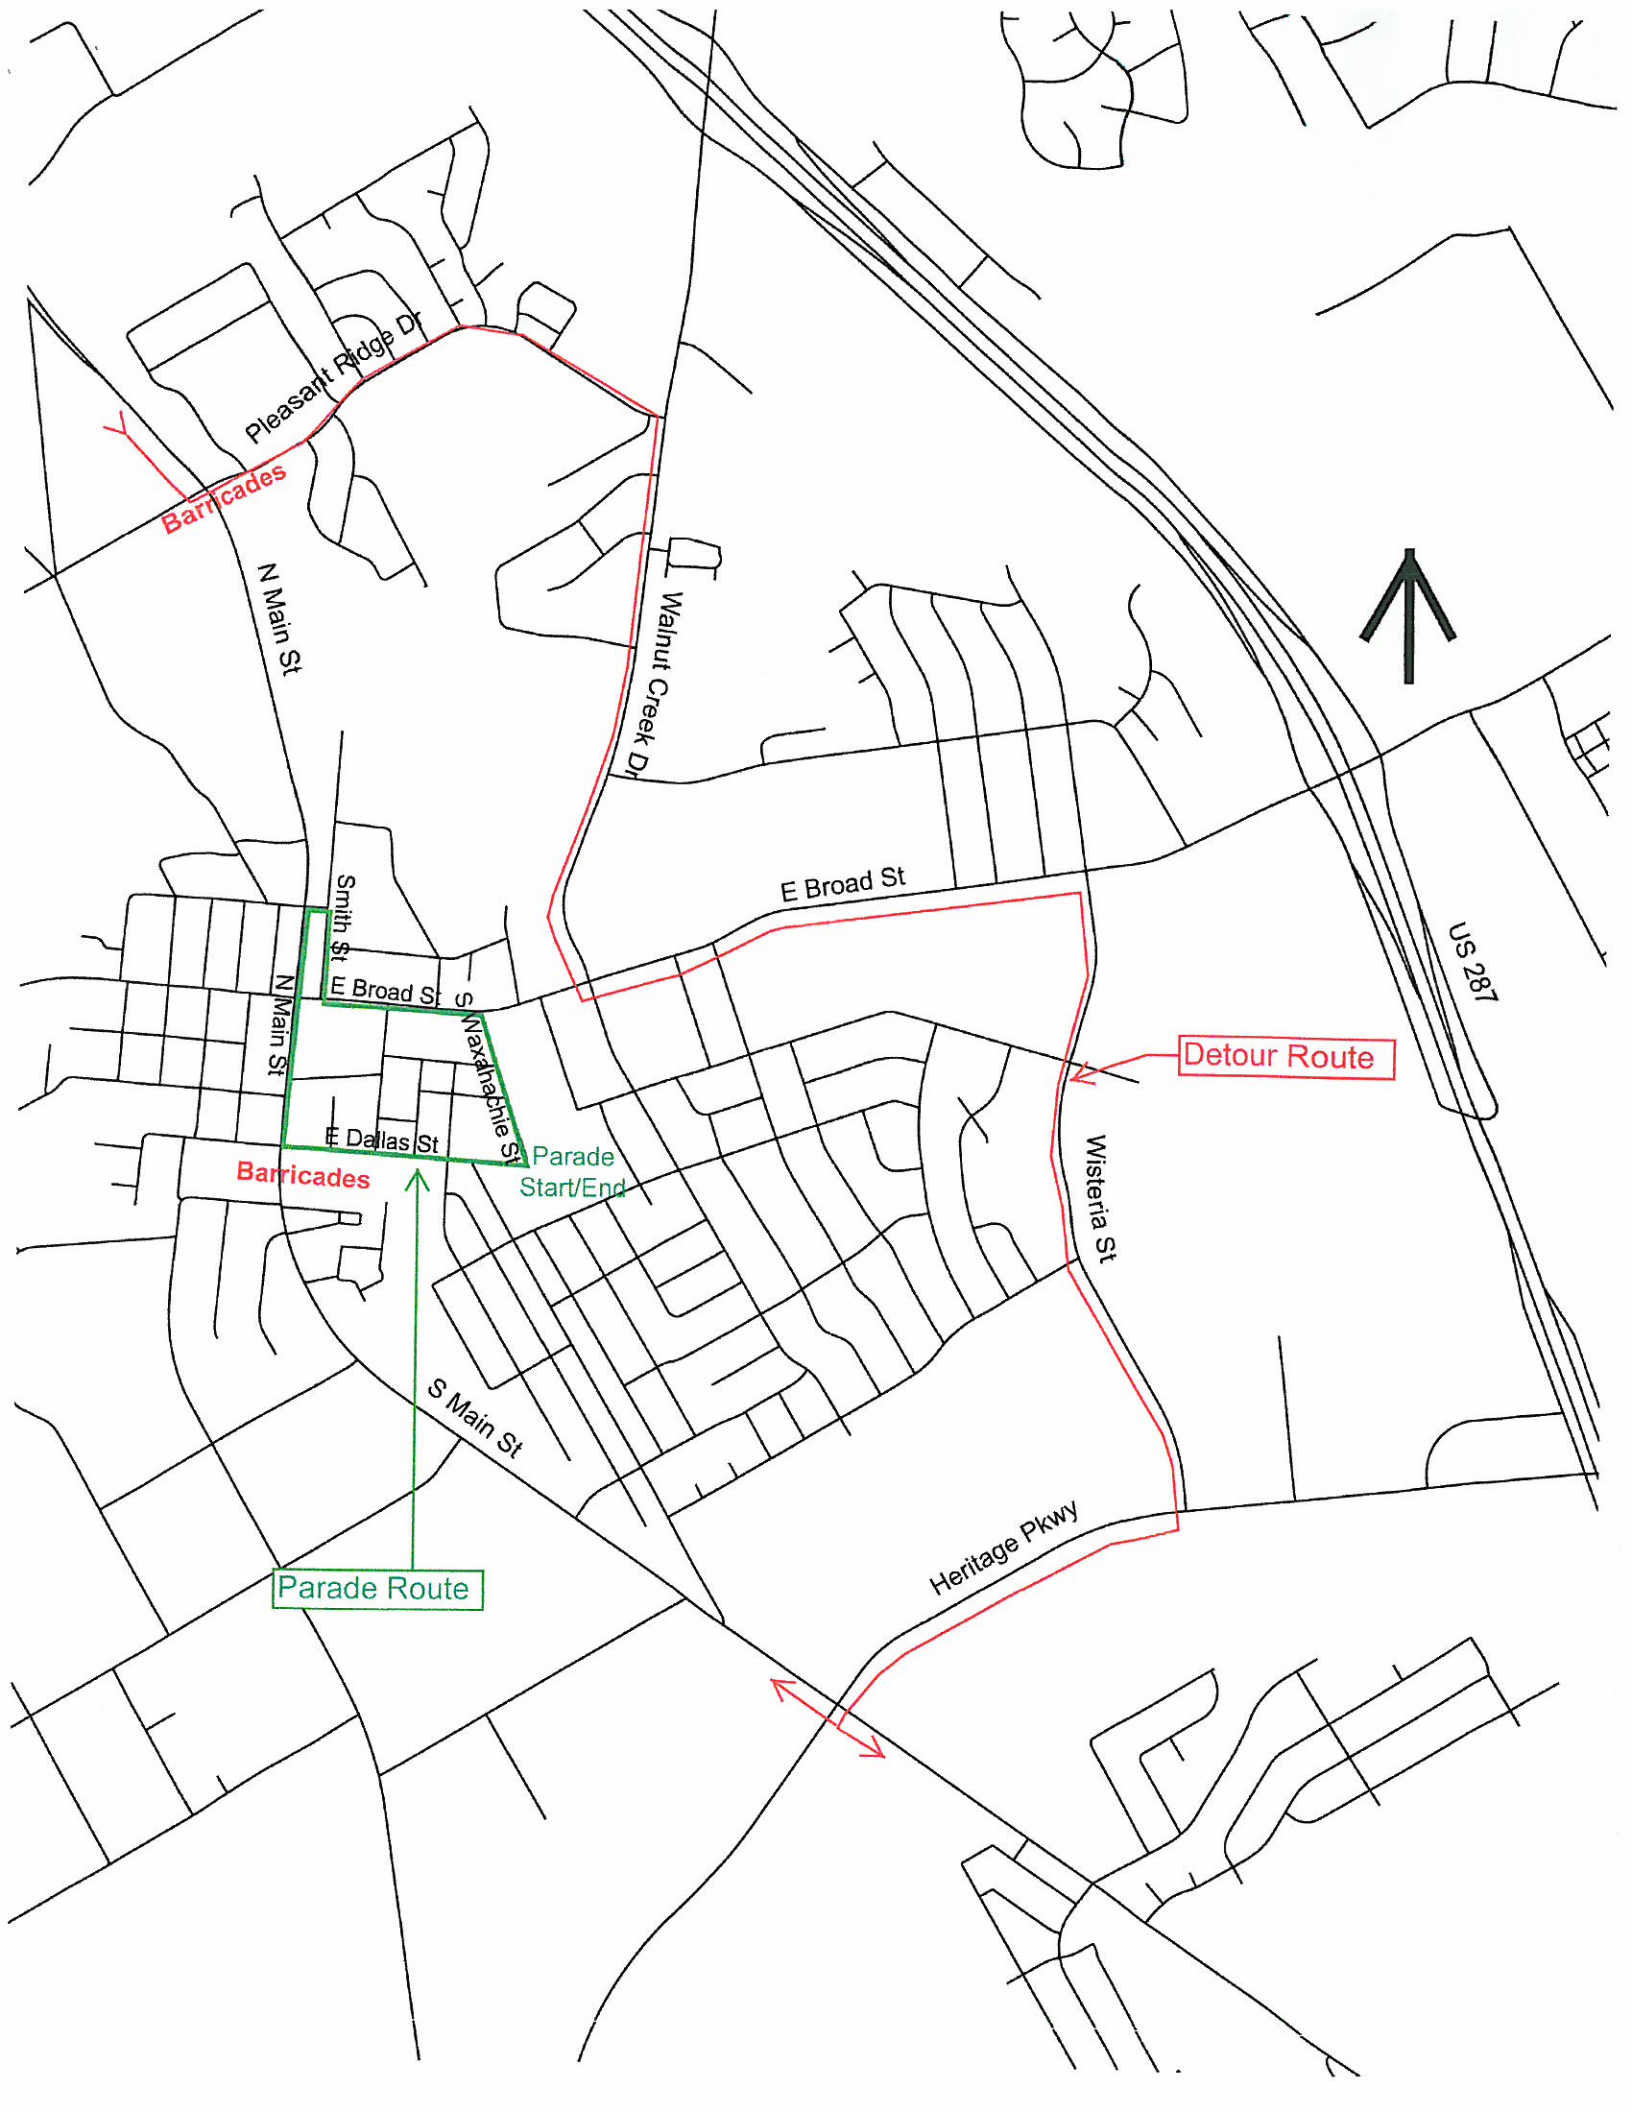 Pleasant Ridge Dr
Barricades
N Main St
Walnut Creek Dr
E Broad St
Smith St
US 287
E Broad St
N Main St
S Waxahachie St
Detour Route
E Dallas St
Parade
Start/End
Barricades
Wisteria St
S Main St
Heritage Pkwy
Parade Route